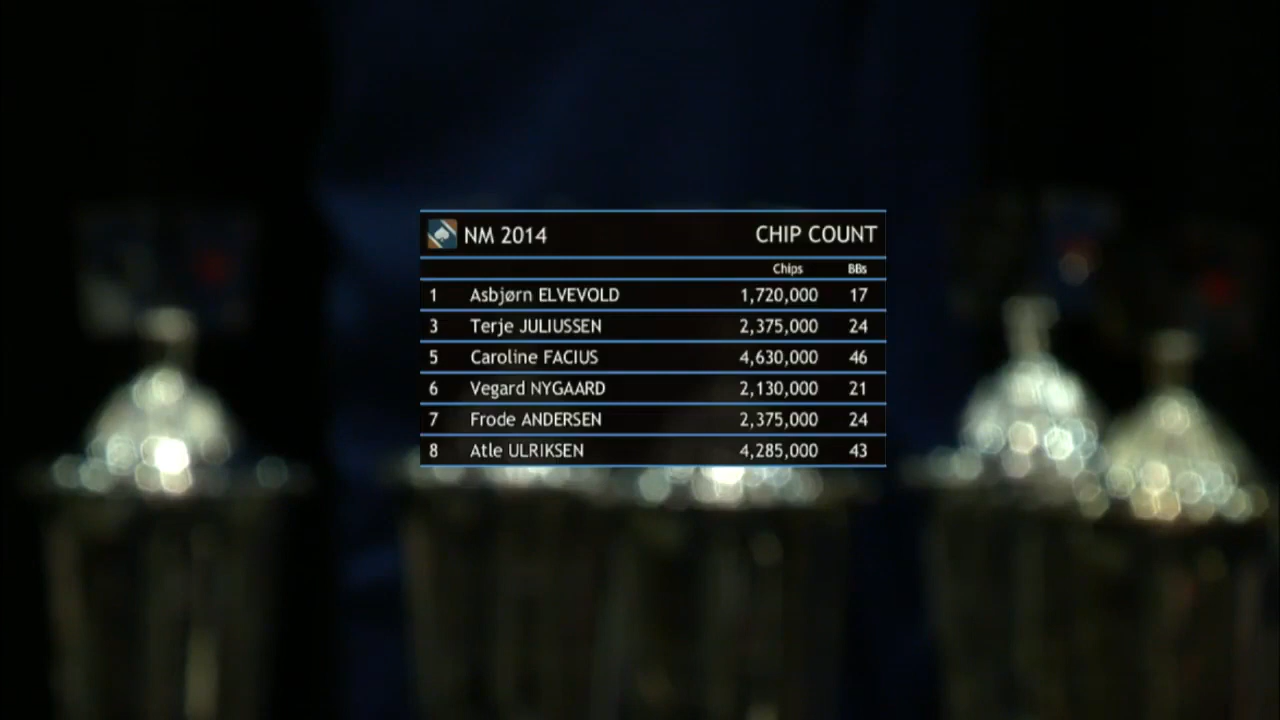 NM 2014 CHIP COUNT
Chips BBs
1 Asbjørn ELVEVOLD 1,720,000 17
3 Terje JULIUSSEN 2,375,000 24
5 Caroline FACIUS 4,630,000 46
6 Vegard NYGAARD 2,130,000 21
7 Frode ANDERSEN 2,375,000 24
8 Atle ULRIKSEN 4,285,000 43